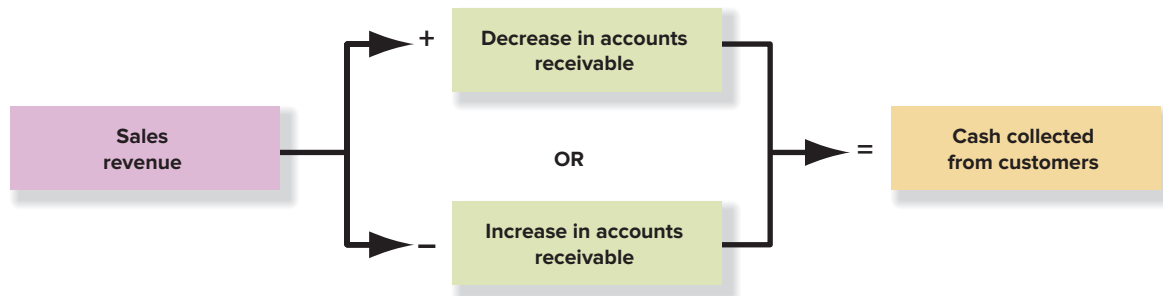 +
Decrease in accounts
receivable
Sales
revenue
OR
=
Cash collected
from customers
–
Increase in accounts
receivable